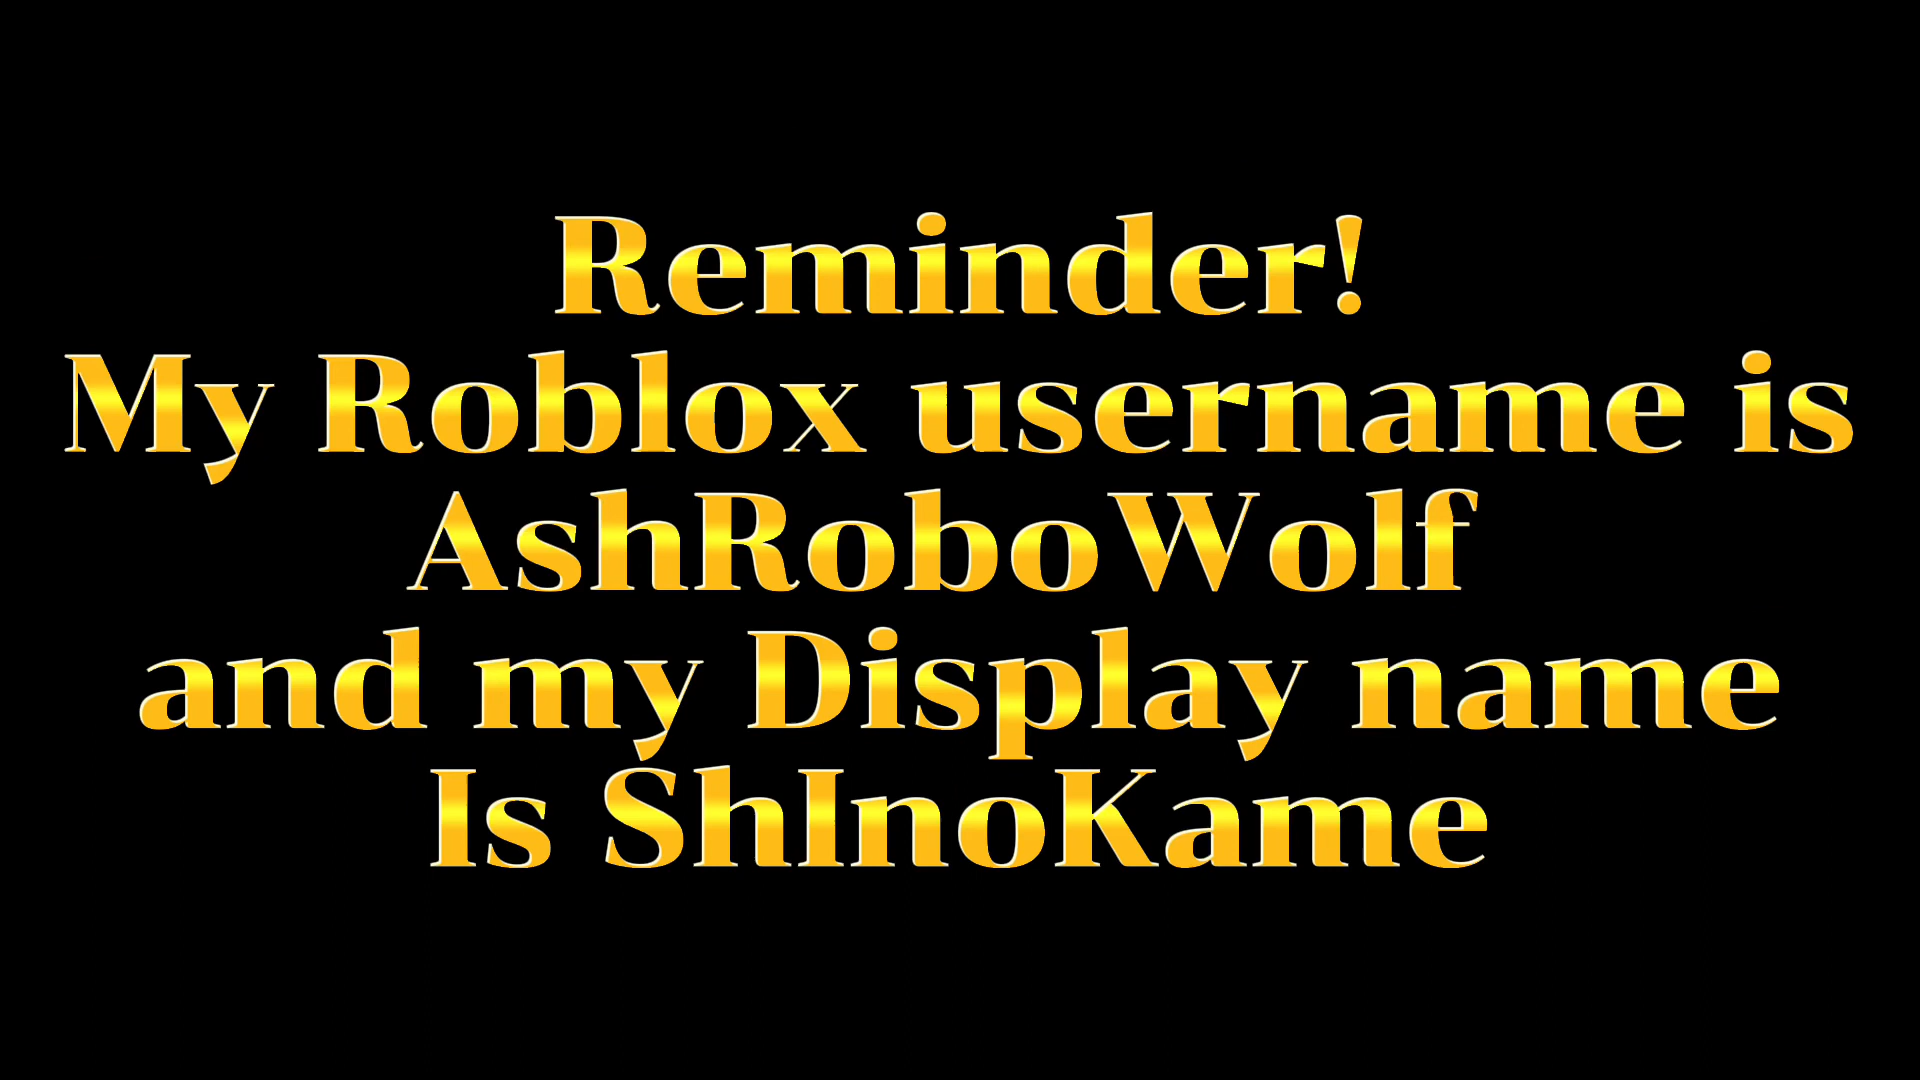 Reminder!
My Roblox username is
AshRoboWolf
and my Display name
Is ShInoKame